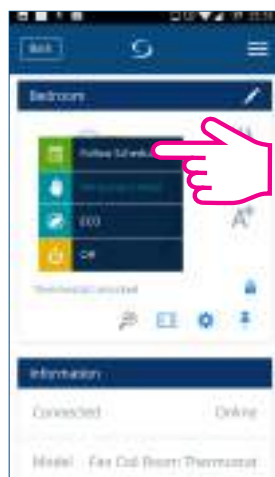 Back
Bedroom
Follow Schedule
ECO
Off
Thermostat unlocked
Information
Connected Online
Model Fan Coil Room Thermostat